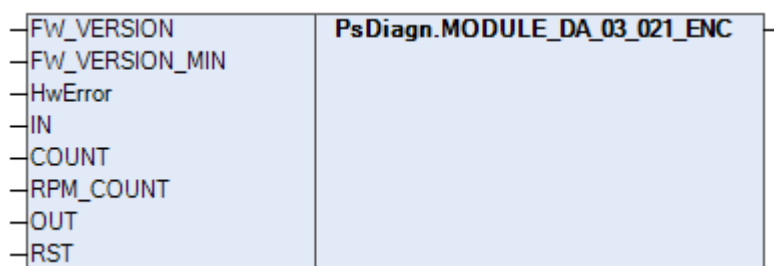 FW_VERSION PsDiagn.MODULE_DA_03_021_ENC
FW_VERSION_MIN
HwError
IN
COUNT
RPM_COUNT
OUT
RST